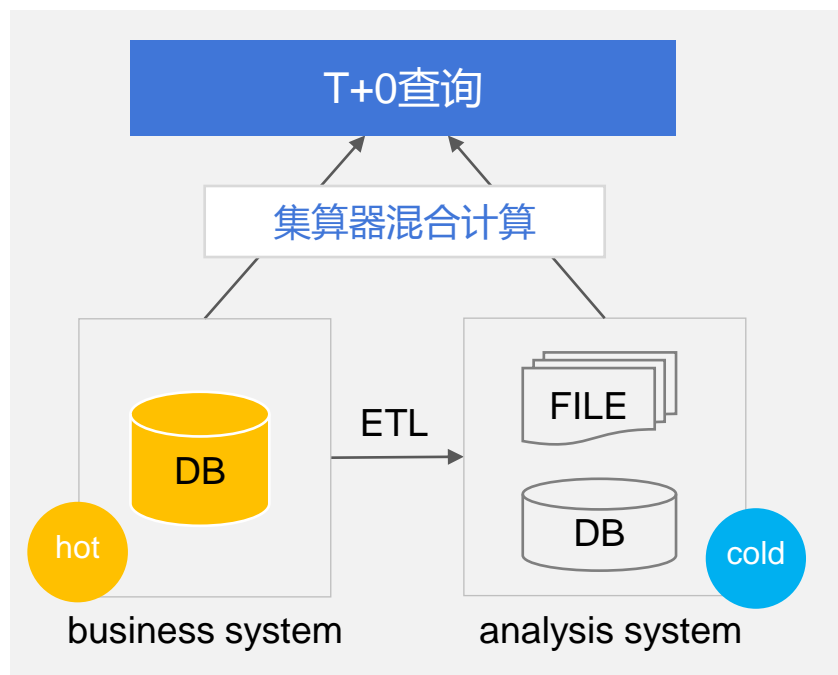 T+0查询
集算器混合计算
FILE
ETL
DB
DB
hot
cold
business system
analysis system